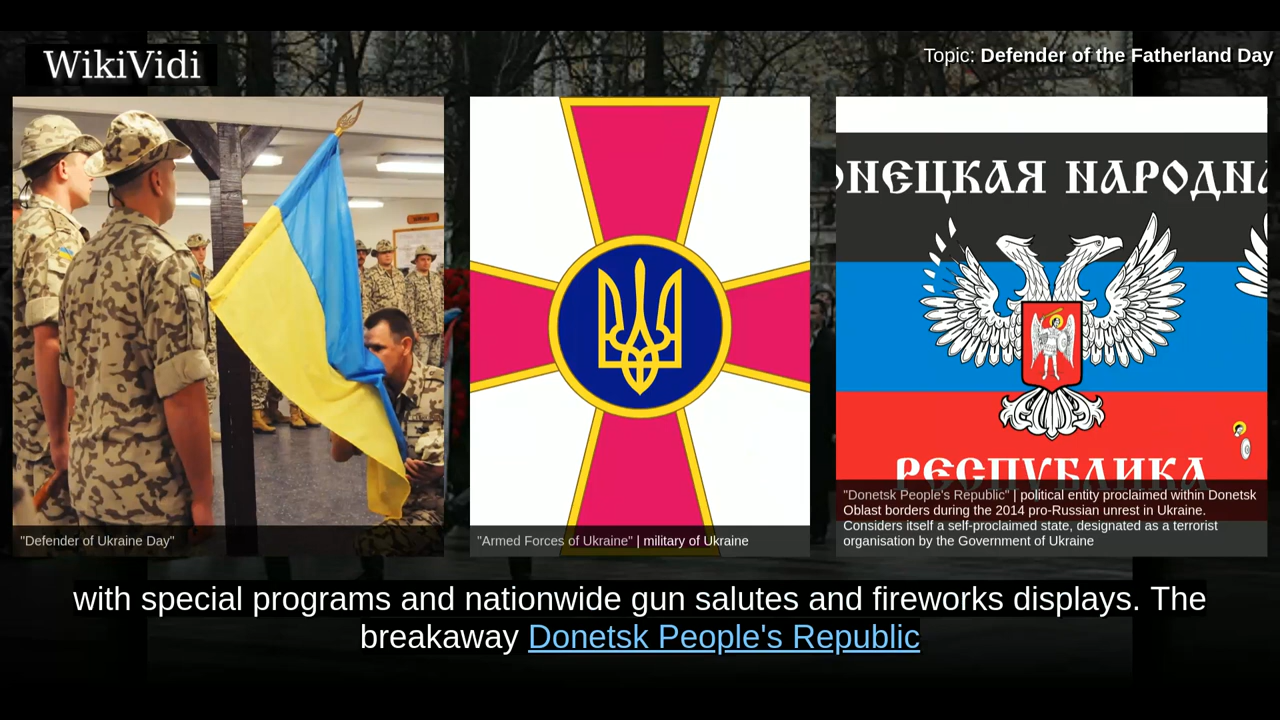 WikiVidi
Topic: Defender of the Fatherland Day
ОНЕЦКАЯ НАРОДНА
РЕСПУБЛИКА
"Defender of Ukraine Day"
"Armed Forces of Ukraine" | military of Ukraine
"Donetsk People's Republic" | political entity proclaimed within Donetsk
Oblast borders during the 2014 pro-Russian unrest in Ukraine.
Considers itself a self-proclaimed state, designated as a terrorist
organisation by the Government of Ukraine
with special programs and nationwide gun salutes and fireworks displays. The
breakaway Donetsk People's Republic